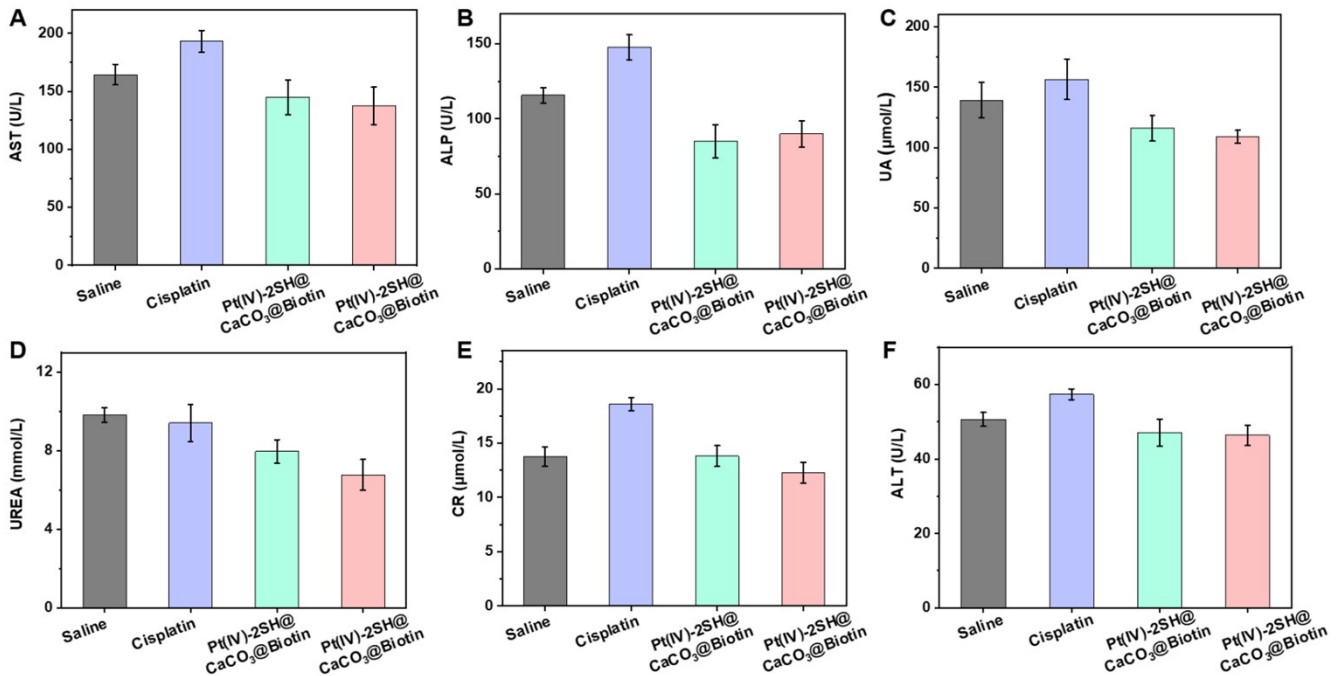 A
AST (U/L)
200
150
100
50
0
Saline
Cisplatin
Pt(IV)-2SH@
CaCO₃@Biotin
Pt(IV)-2SH@
CaCO₃@Biotin
B
ALP (U/L)
150
100
50
0
Saline
Cisplatin
Pt(IV)-2SH@
CaCO₃@Biotin
Pt(IV)-2SH@
CaCO₃@Biotin
C
UA (μmol/L)
200
150
100
50
0
Saline
Cisplatin
Pt(IV)-2SH@
CaCO₃@Biotin
Pt(IV)-2SH@
CaCO₃@Biotin
D
UREA (mmol/L)
12
8
4
0
Saline
Cisplatin
Pt(IV)-2SH@
CaCO₃@Biotin
Pt(IV)-2SH@
CaCO₃@Biotin
E
CR (μmol/L)
20
15
10
5
0
Saline
Cisplatin
Pt(IV)-2SH@
CaCO₃@Biotin
Pt(IV)-2SH@
CaCO₃@Biotin
F
ALT (U/L)
60
40
20
0
Saline
Cisplatin
Pt(IV)-2SH@
CaCO₃@Biotin
Pt(IV)-2SH@
CaCO₃@Biotin